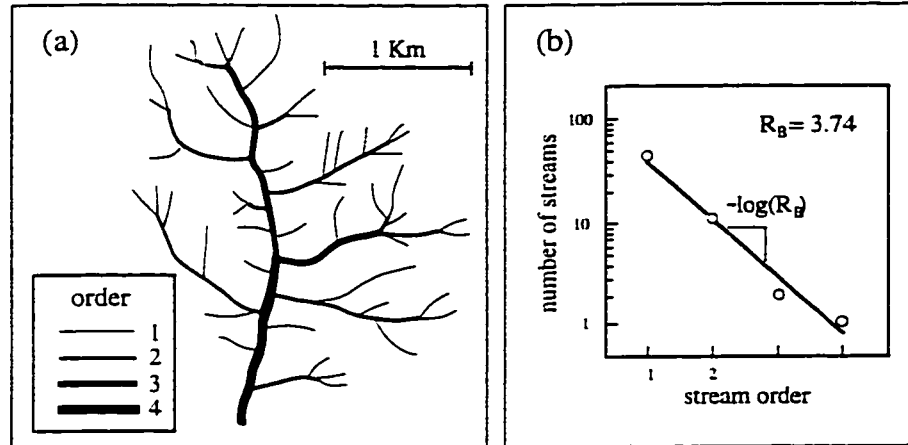 (a)
1 Km
order
1
2
3
4
(b)
R_B = 3.74
-log(R_B)
number of streams
100
10
1
1 2
stream order